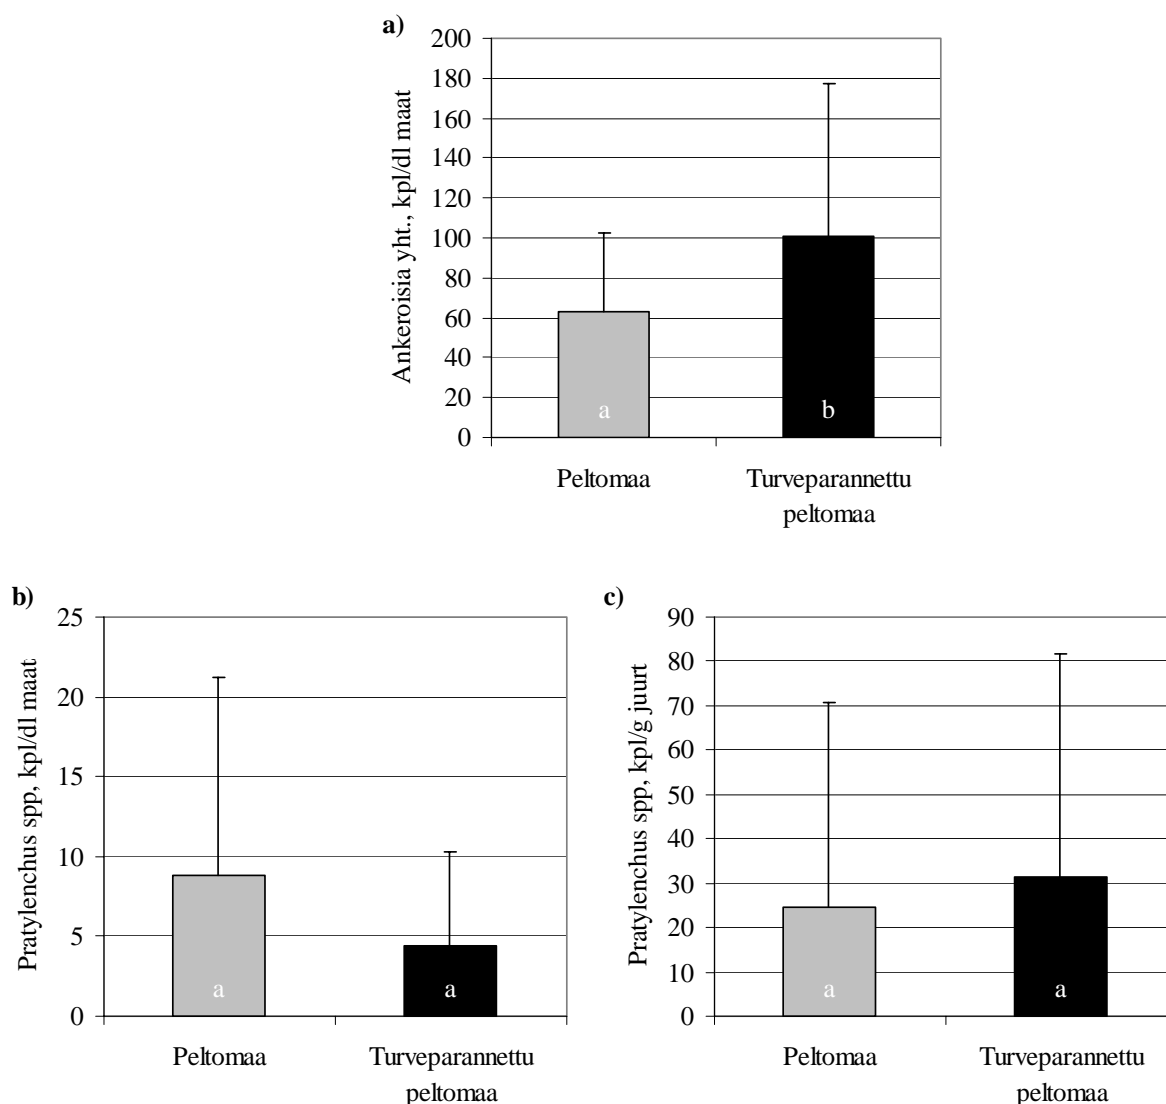 a)
Ankeroisia yht., kpl/dl maat
200
180
160
140
120
100
80
60
40
20
0
a
b
Peltomaa
Turveparannettu
peltomaa
b)
Pratylenchus spp, kpl/dl maat
25
20
15
10
5
0
a
a
Peltomaa
Turveparannettu
peltomaa
c)
Pratylenchus spp, kpl/g juurt
90
80
70
60
50
40
30
20
10
0
a
a
Peltomaa
Turveparannettu
peltomaa